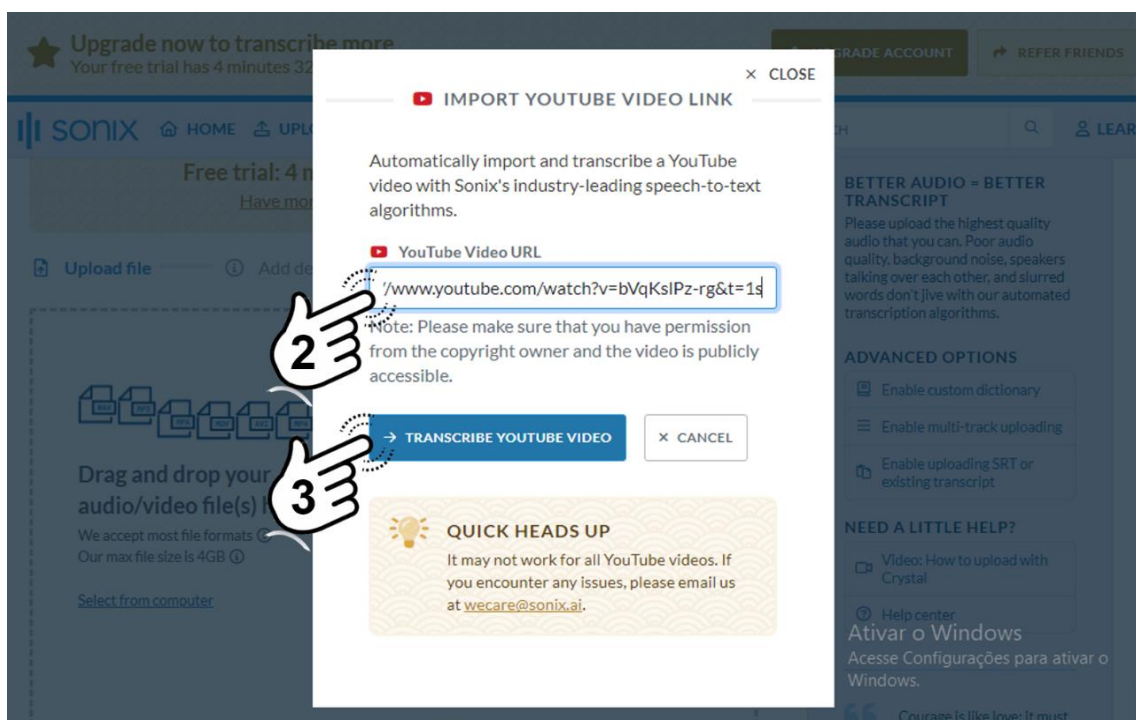 Upgrade now to transcribe more
Your free trial has 4 minutes 32
GRADE ACCOUNT
REFER FRIENDS
× CLOSE
IMPORT YOUTUBE VIDEO LINK
sonix
HOME
UPLO
CH
LEAR
Free trial: 4 m
Have mor
Automatically import and transcribe a YouTube
video with Sonix's industry-leading speech-to-text
algorithms.
Upload file
Add de
YouTube Video URL
/www.youtube.com/watch?v=bVqKslPz-rg&t=1s
2
Note: Please make sure that you have permission
from the copyright owner and the video is publicly
accessible.
→ TRANSCRIBE YOUTUBE VIDEO
× CANCEL
3
Drag and drop your
audio/video file(s) h
We accept most file formats
Our max file size is 4GB
Select from computer
QUICK HEADS UP
It may not work for all YouTube videos. If
you encounter any issues, please email us
at wecare@sonix.ai.
BETTER AUDIO = BETTER
TRANSCRIPT
Please upload the highest quality
audio that you can. Poor audio
quality, background noise, speakers
talking over each other, and slurred
words don't jive with our automated
transcription algorithms.
ADVANCED OPTIONS
Enable custom dictionary
Enable multi-track uploading
Enable uploading SRT or
existing transcript
NEED A LITTLE HELP?
Video: How to upload with
Crystal
Help center
Ativar o Windows
Acesse Configurações para ativar o
Windows.
Courage is like love: it must